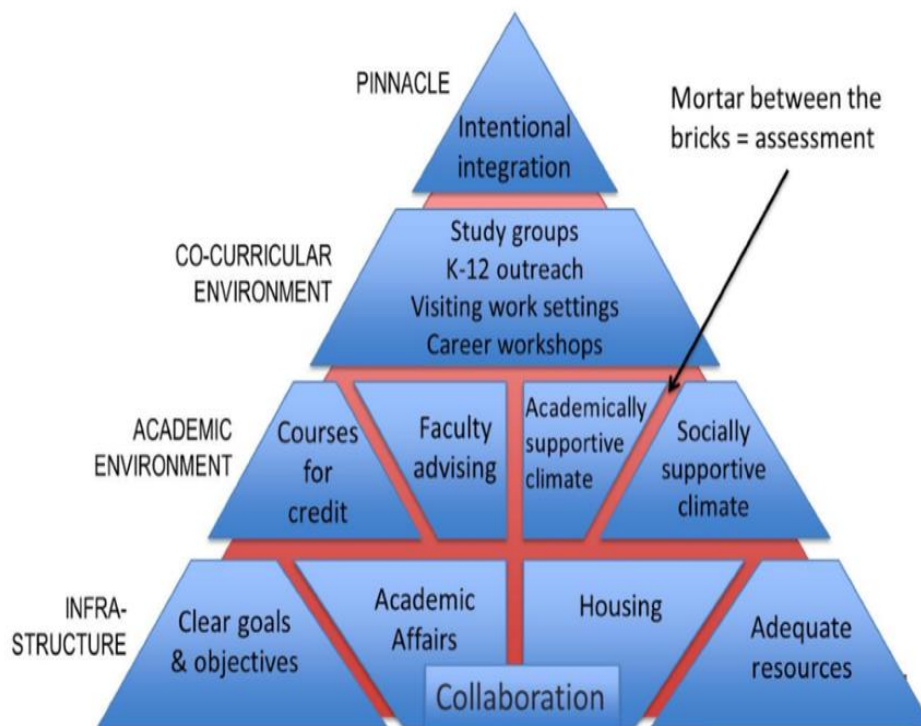 PINNACLE
Intentional
integration
Mortar between the
bricks = assessment
CO-CURRICULAR
ENVIRONMENT
Study groups
K-12 outreach
Visiting work settings
Career workshops
ACADEMIC
ENVIRONMENT
Courses
for
credit
Faculty
advising
Academically
supportive
climate
Socially
supportive
climate
INFRA-
STRUCTURE
Clear goals
& objectives
Academic
Affairs
Housing
Adequate
resources
Collaboration